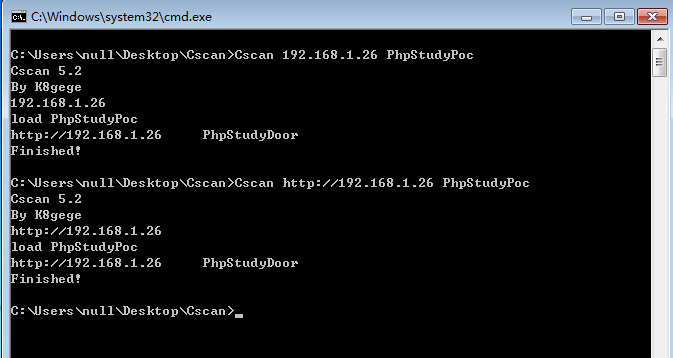 C:\Windows\system32\cmd.exe
C:\Users\null\Desktop\Cscan>Cscan 192.168.1.26 PhpStudyPoc
Cscan 5.2
By K8gege
192.168.1.26
load PhpStudyPoc
http://192.168.1.26     PhpStudyDoor
Finished!
C:\Users\null\Desktop\Cscan>Cscan http://192.168.1.26 PhpStudyPoc
Cscan 5.2
By K8gege
http://192.168.1.26
load PhpStudyPoc
http://192.168.1.26     PhpStudyDoor
Finished!
C:\Users\null\Desktop\Cscan>_